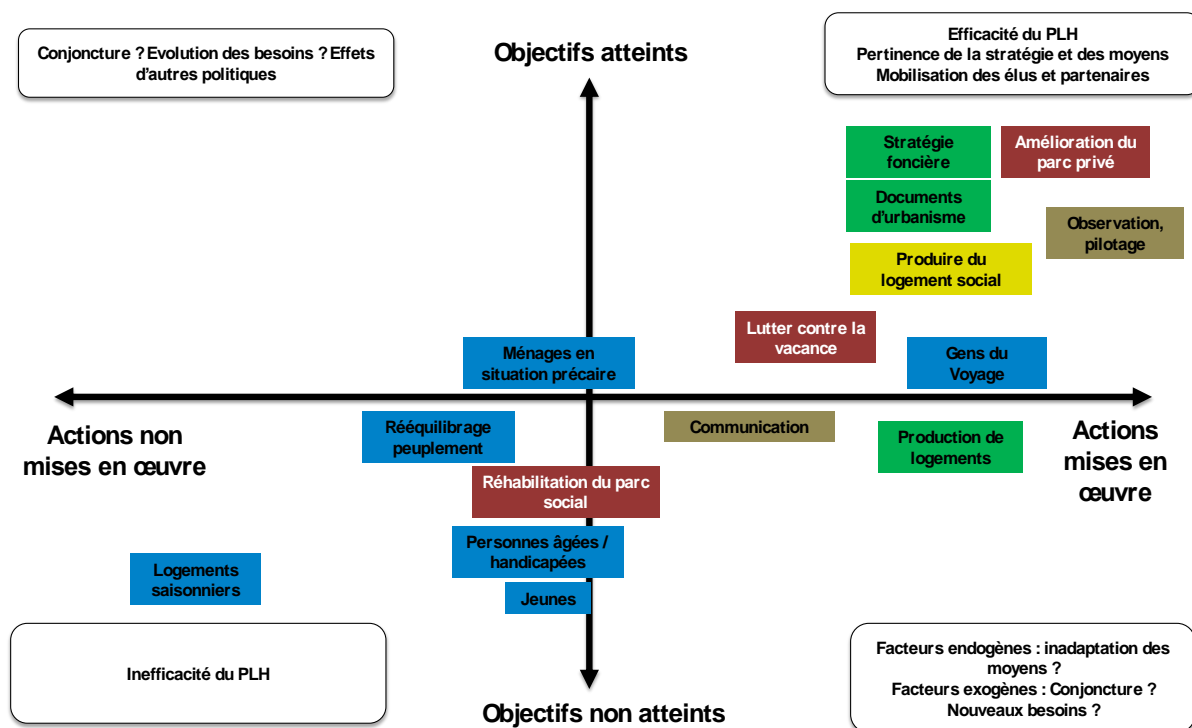 Conjoncture ? Evolution des besoins ? Effets
d'autres politiques
Objectifs atteints
Efficacité du PLH
Pertinence de la stratégie et des moyens
Mobilisation des élus et partenaires
Stratégie
foncière
Amélioration du
parc privé
Documents
d'urbanisme
Observation,
pilotage
Produire du
logement social
Lutter contre la
vacance
Ménages en
situation précaire
Gens du
Voyage
Actions non
mises en œuvre
Rééquilibrage
peuplement
Communication
Production de
logements
Actions
mises en
œuvre
Réhabilitation du parc
social
Personnes âgées /
handicapées
Logements
saisonniers
Jeunes
Inefficacité du PLH
Objectifs non atteints
Facteurs endogènes : inadaptation des
moyens ?
Facteurs exogènes : Conjoncture ?
Nouveaux besoins ?